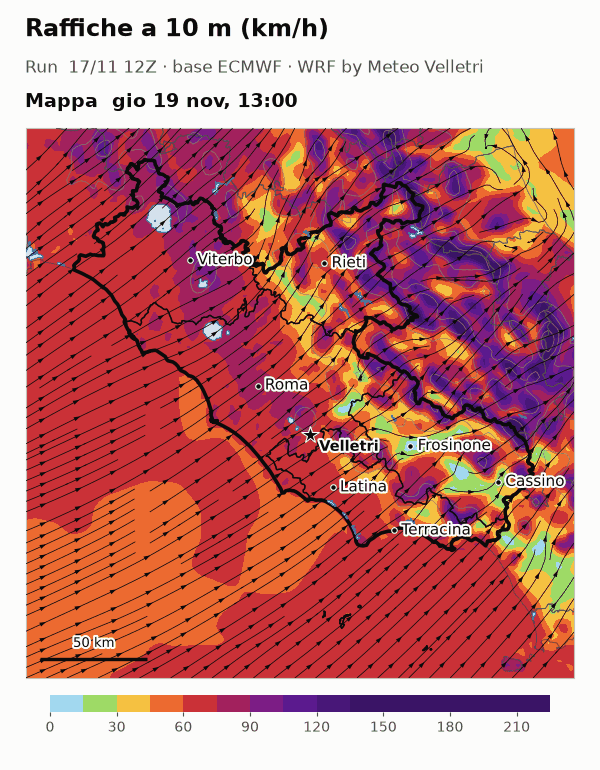 Raffiche a 10 m (km/h)
Run 17/11 12Z · base ECMWF · WRF by Meteo Velletri
Mappa gio 19 nov, 13:00
Viterbo
Rieti
Roma
Velletri
Frosinone
Cassino
Latina
Terracina
50 km
0 30 60 90 120 150 180 210